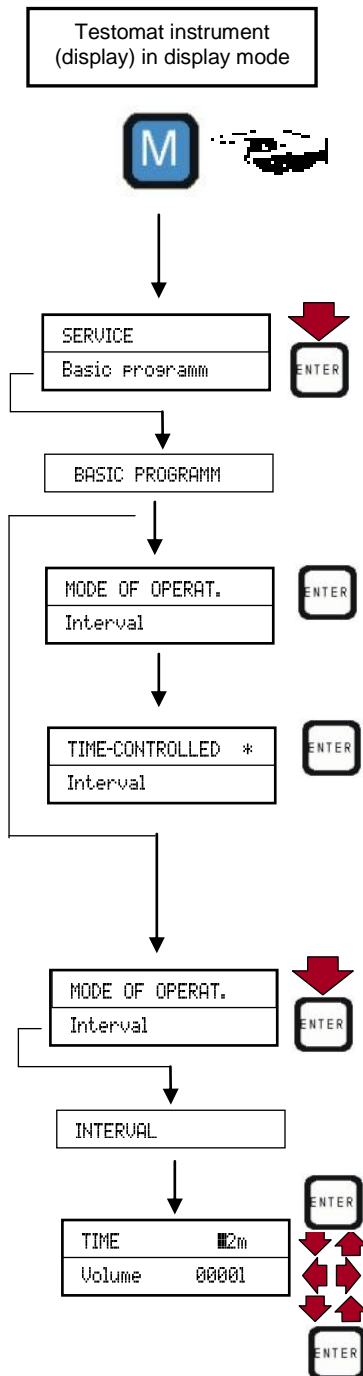 Testomat instrument
(display) in display mode
M
SERVICE
Basic programm
ENTER
BASIC PROGRAMM
MODE OF OPERAT.
Interval
ENTER
TIME-CONTROLLED *
Interval
ENTER
MODE OF OPERAT.
Interval
ENTER
INTERVAL
ENTER
TIME 2m
Volume 0000l
ENTER